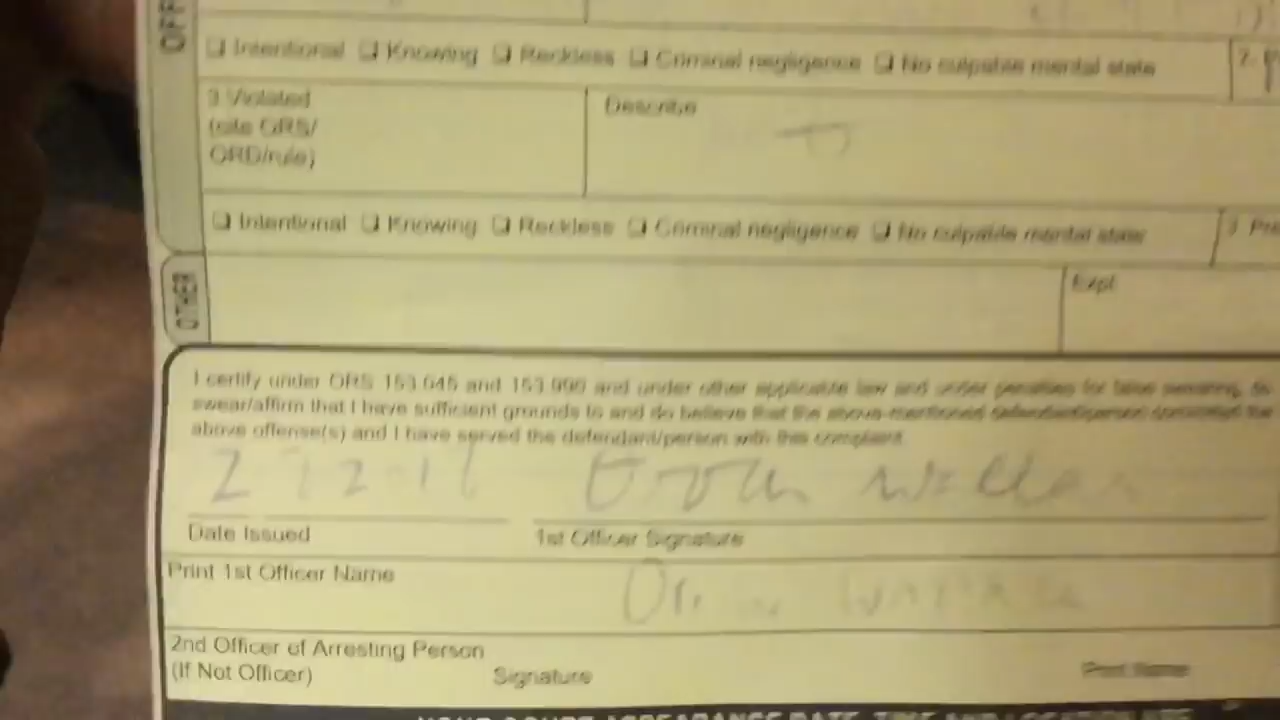 OFF
❑ Intentional ❑ Knowing ❑ Reckless ❑ Criminal negligence ❑ No culpable mental state
2.
3 Violated
(cite ORS/
ORD/rule)
Describe
❑ Intentional ❑ Knowing ❑ Reckless ❑ Criminal negligence ❑ No culpable mental state
3
OTHER
Expl
I certify under ORS 153.045 and 153.990 and under other applicable law and under penalties for false swearing, do
swear/affirm that I have sufficient grounds to and do believe that the above-mentioned defendant/person committed the
above offense(s) and I have served the defendant/person with this complaint.
Date Issued
1st Officer Signature
Print 1st Officer Name
2nd Officer of Arresting Person
(If Not Officer)
Signature
Print Name